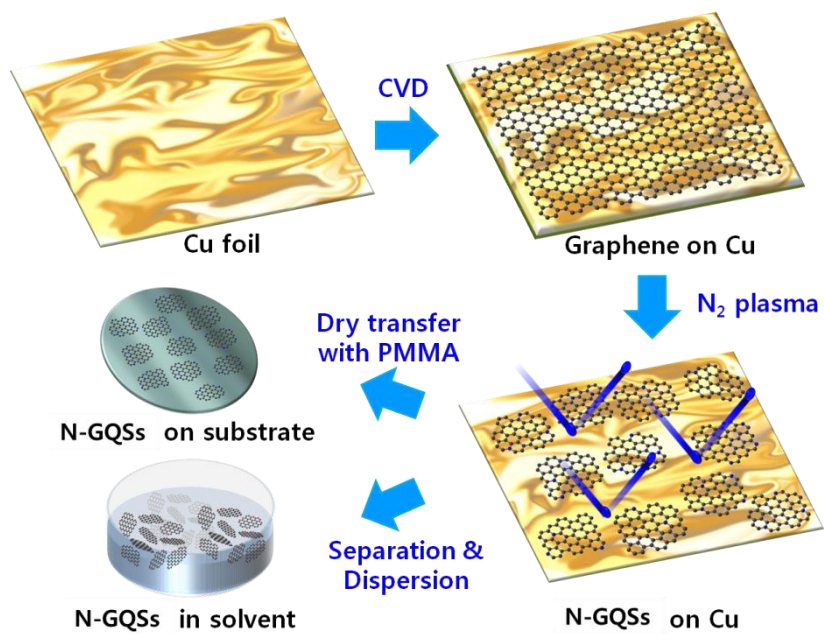 CVD
Cu foil
Graphene on Cu
N₂ plasma
Dry transfer
with PMMA
N-GQSs on substrate
Separation &
Dispersion
N-GQSs in solvent
N-GQSs on Cu